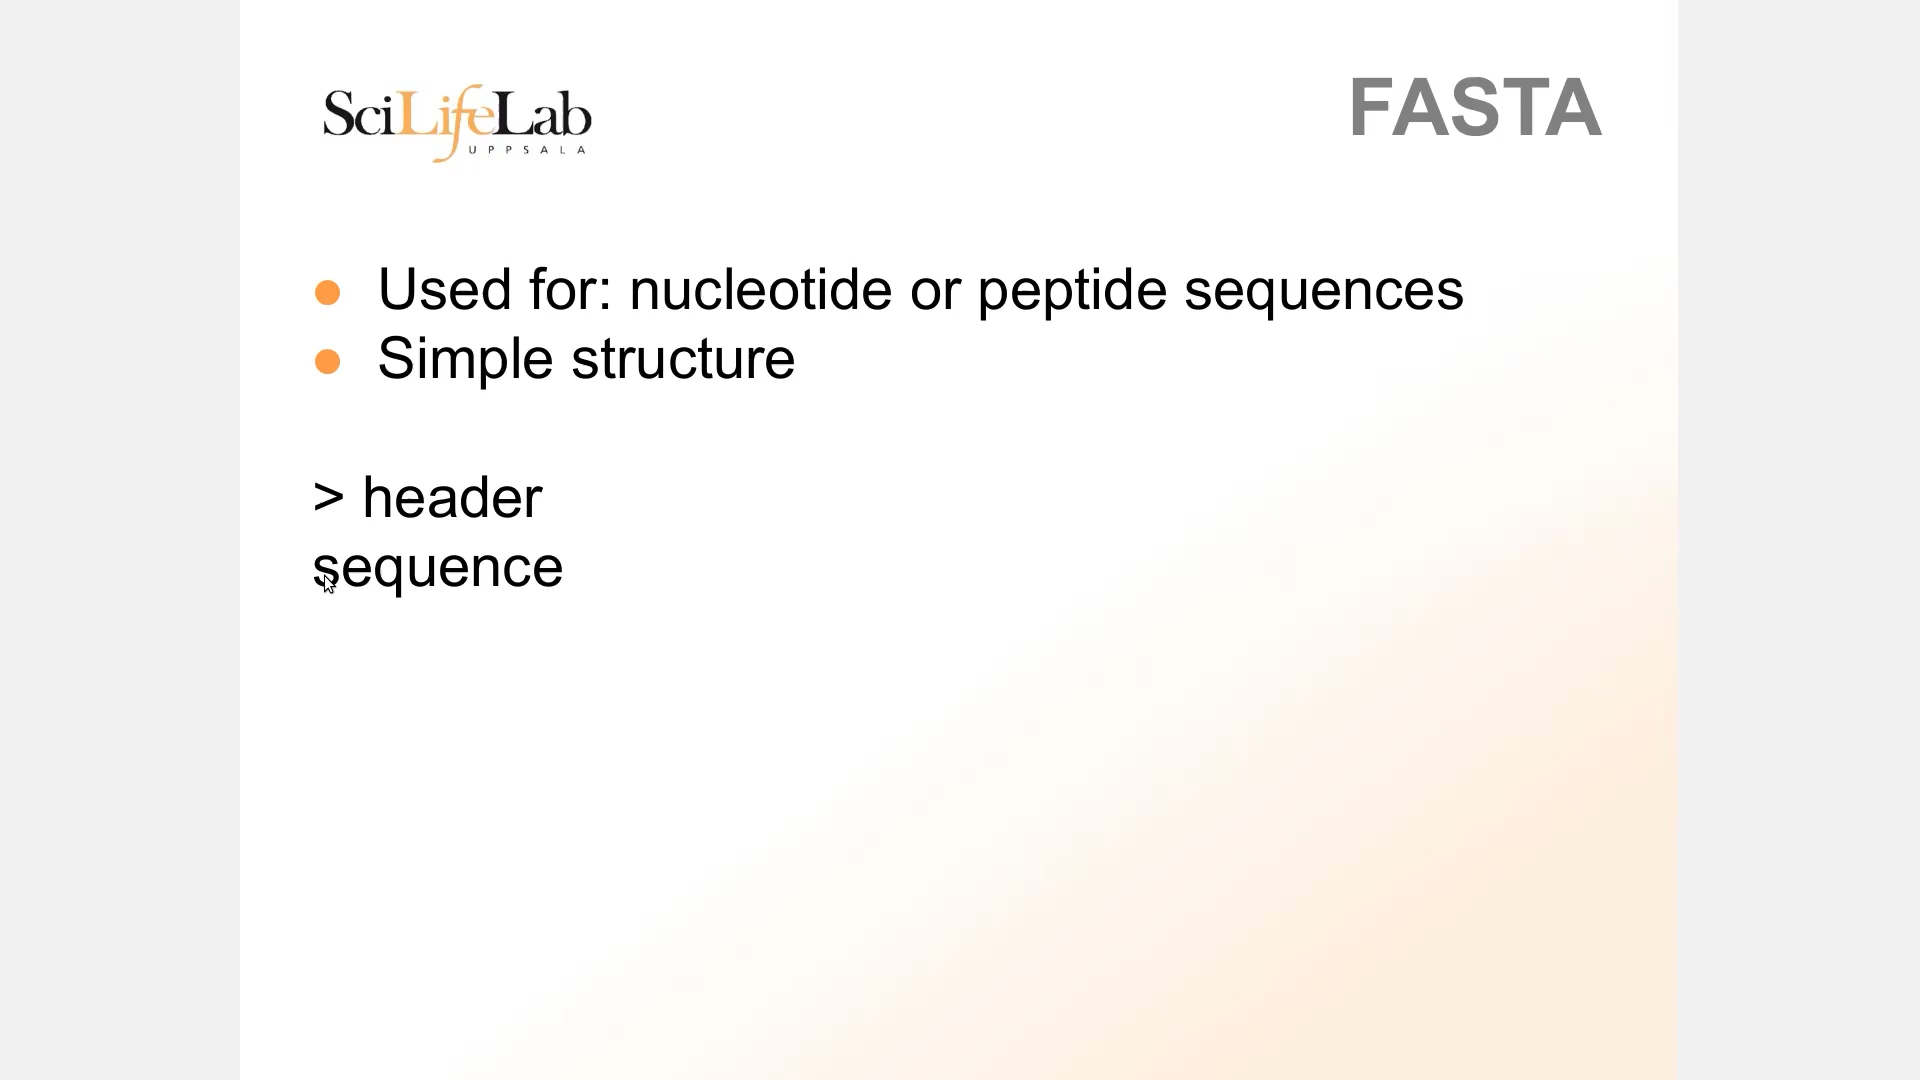 SciLifeLab
UPPSALA
FASTA
Used for: nucleotide or peptide sequences
Simple structure
> header
sequence